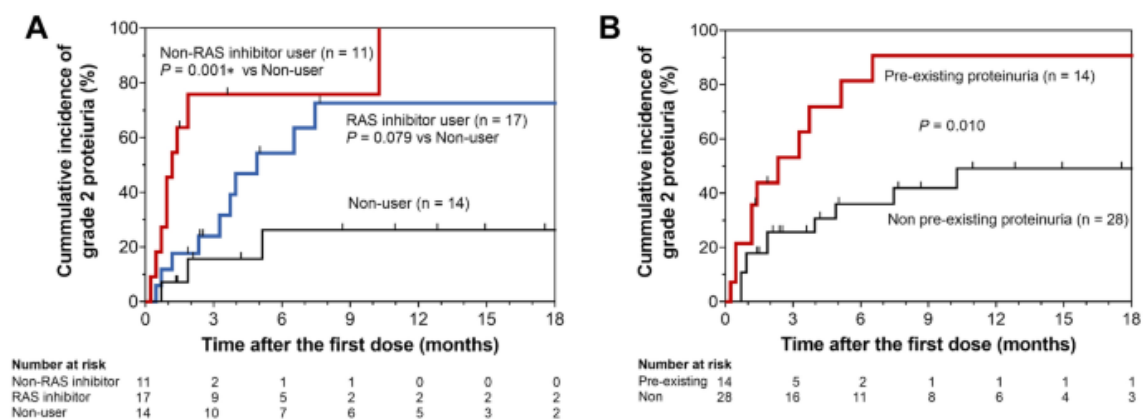 A
Cummulative incidence of
grade 2 proteiuria (%)
100
80
60
40
20
0
Non-RAS inhibitor user (n = 11)
P = 0.001* vs Non-user
RAS inhibitor user (n = 17)
P = 0.079 vs Non-user
Non-user (n = 14)
0 3 6 9 12 15 18
Time after the first dose (months)
Number at risk
Non-RAS inhibitor 11 2 1 1 0 0 0
RAS inhibitor 17 9 5 2 2 2 2
Non-user 14 10 7 6 5 3 2
B
Cummulative incidence of
grade 2 proteiuria (%)
100
80
60
40
20
0
Pre-existing proteinuria (n = 14)
P = 0.010
Non pre-existing proteinuria (n = 28)
0 3 6 9 12 15 18
Time after the first dose (months)
Number at risk
Pre-existing 14 5 2 1 1 1 1
Non 28 16 11 8 6 4 3